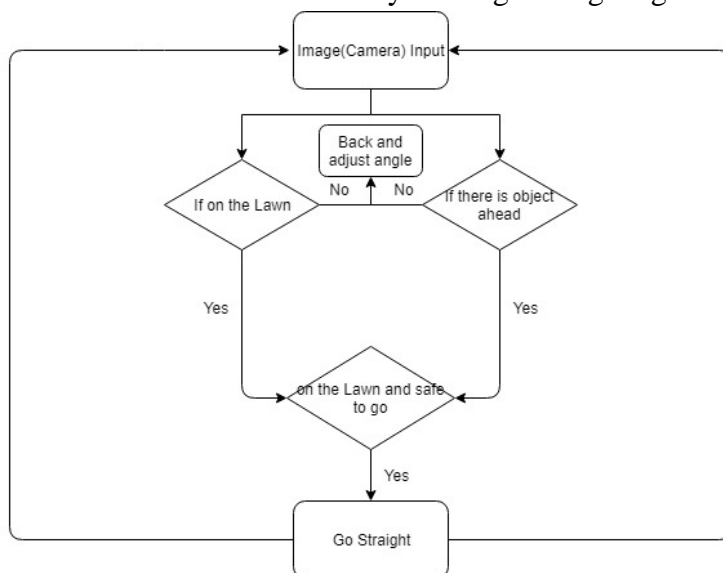 Image(Camera) Input
Back and
adjust angle
If on the Lawn
No
No
If there is object
ahead
Yes
Yes
on the Lawn and safe
to go
Yes
Go Straight